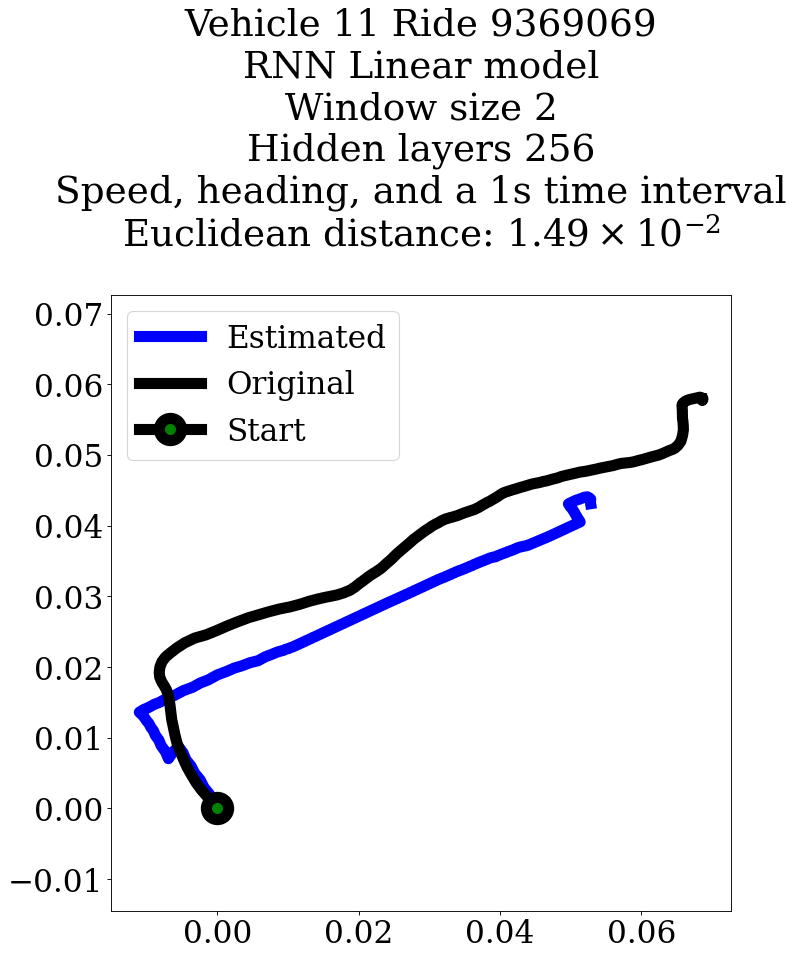 Vehicle 11 Ride 9369069
RNN Linear model
Window size 2
Hidden layers 256
Speed, heading, and a 1s time interval
Euclidean distance: 1.49 × 10⁻²
0.07
0.06
0.05
0.04
0.03
0.02
0.01
0.00
−0.01
Estimated
Original
Start
0.00 0.02 0.04 0.06